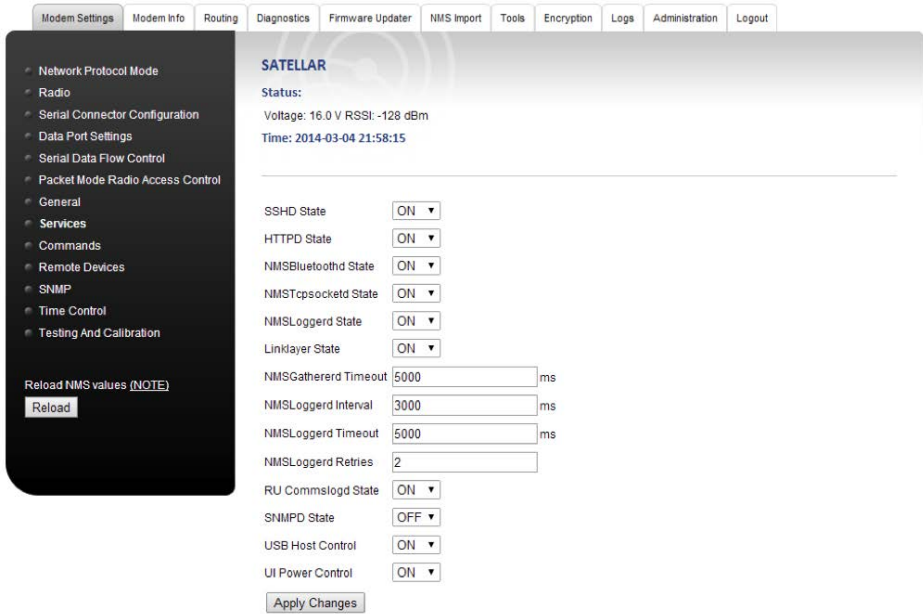 Modem Settings Modem Info Routing Diagnostics Firmware Updater NMS Import Tools Encryption Logs Administration Logout
Network Protocol Mode
Radio
Serial Connector Configuration
Data Port Settings
Serial Data Flow Control
Packet Mode Radio Access Control
General
Services
Commands
Remote Devices
SNMP
Time Control
Testing And Calibration
Reload NMS values (NOTE)
Reload
SATELLAR
Status:
Voltage: 16.0 V RSSI: -128 dBm
Time: 2014-03-04 21:58:15
SSHD State ON
HTTPD State ON
NMSBluetoothd State ON
NMSTcpsocketd State ON
NMSLoggerd State ON
Linklayer State ON
NMSGathererd Timeout 5000 ms
NMSLoggerd Interval 3000 ms
NMSLoggerd Timeout 5000 ms
NMSLoggerd Retries 2
RU Commslogd State ON
SNMPD State OFF
USB Host Control ON
UI Power Control ON
Apply Changes